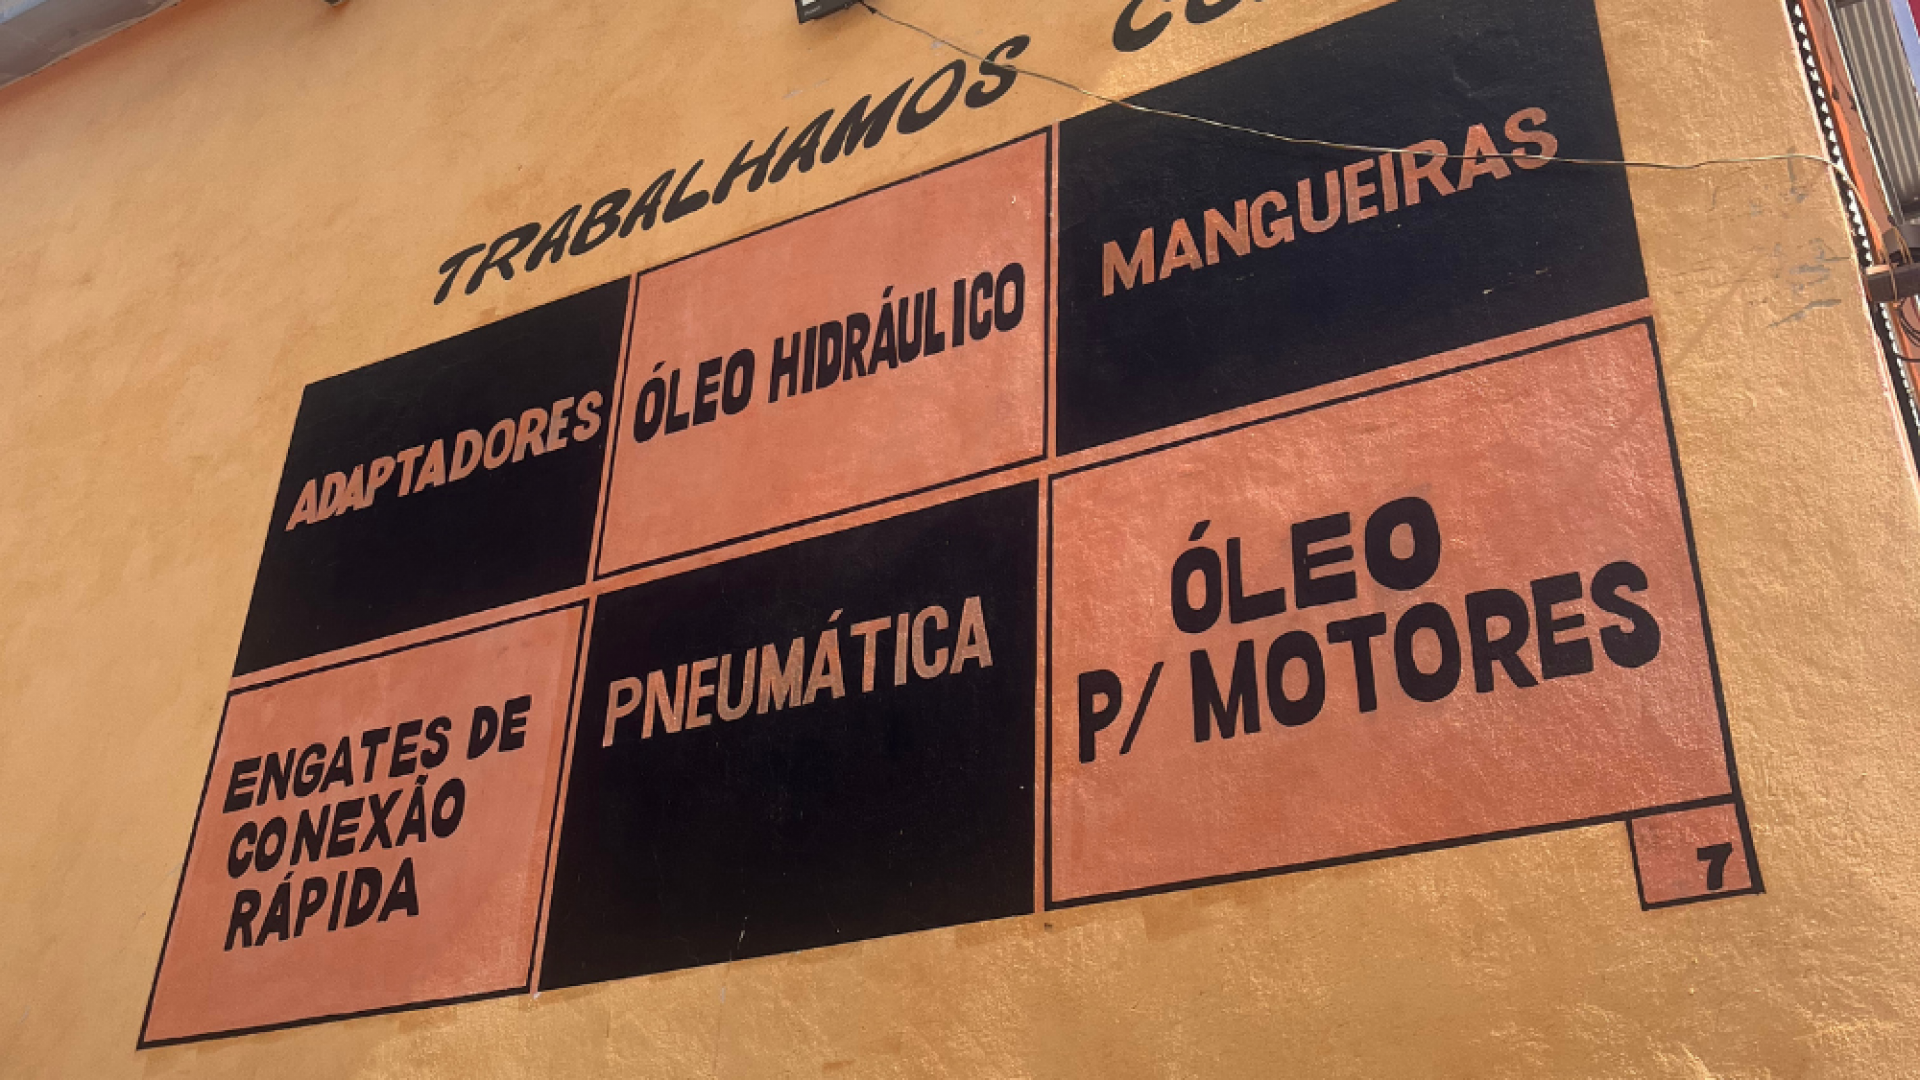 TRABALHAMOS
ADAPTADORES
ÓLEO HIDRÁULICO
MANGUEIRAS
ENGATES DE
CONEXÃO
RÁPIDA
PNEUMÁTICA
ÓLEO
P/ MOTORES
7